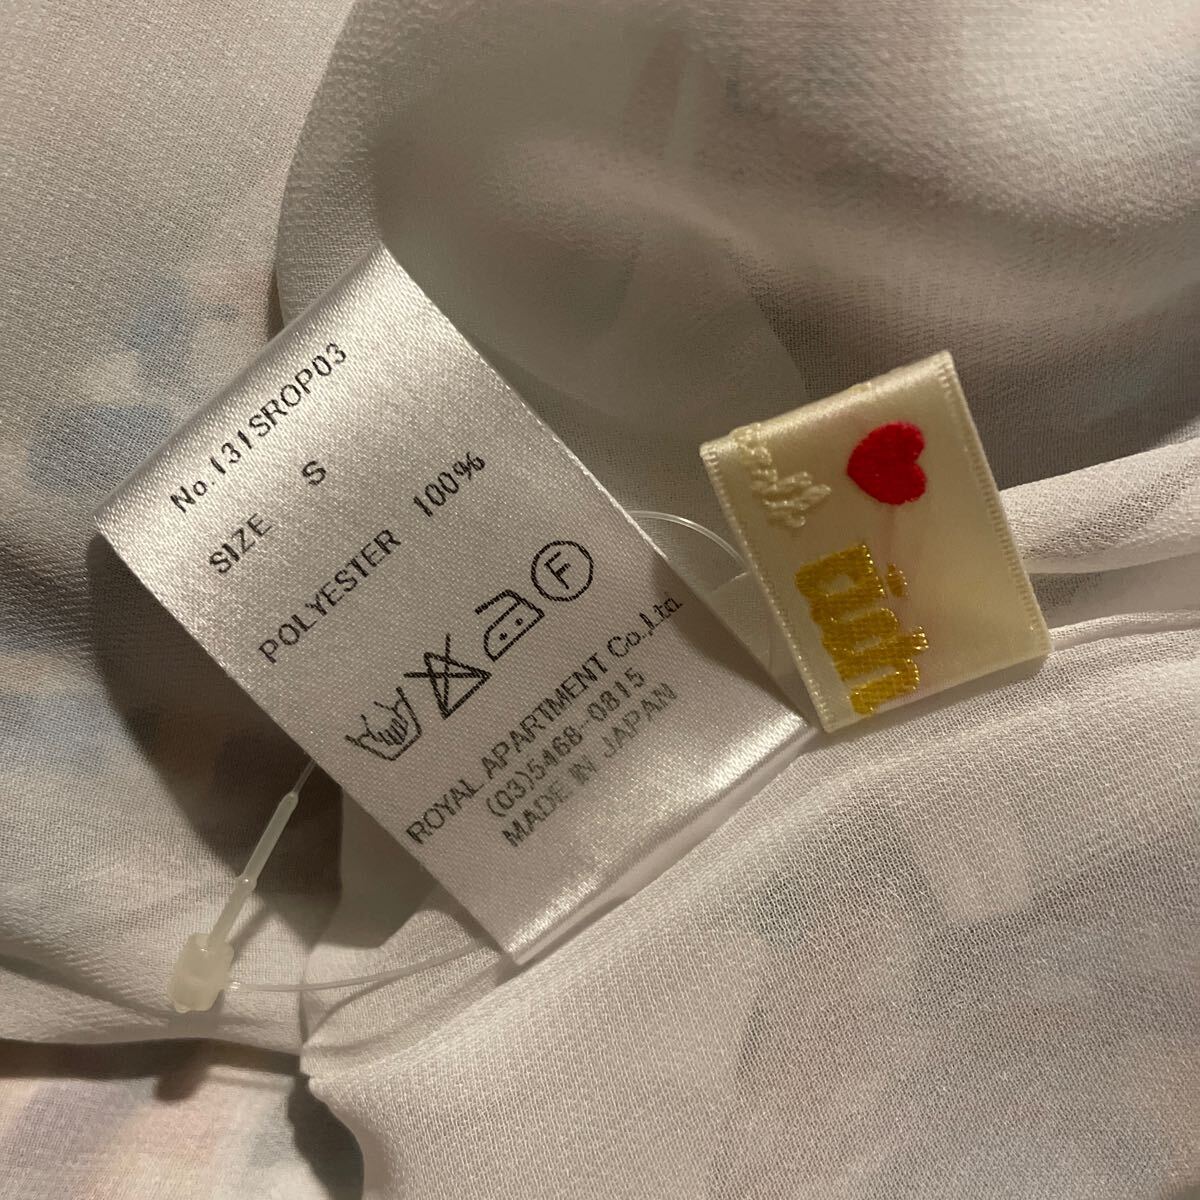 No.131SROP03
SIZE S
POLYESTER 100%
F
ROYAL APARTMENT Co.,Ltd
(03)5468-0815
MADE IN JAPAN